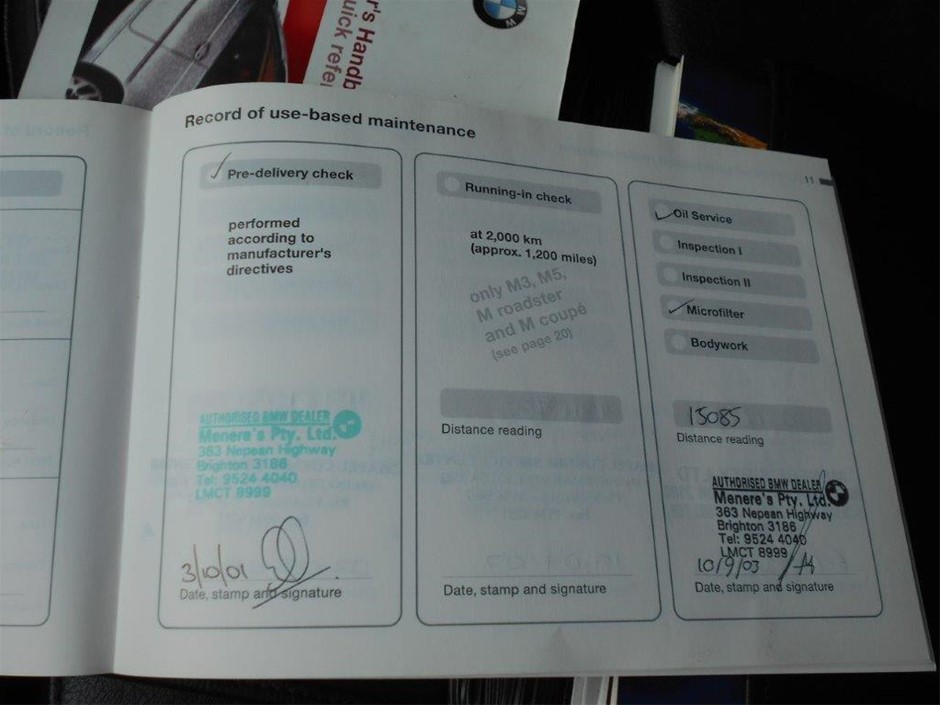 r's Handb
uick refe
BMW
Record of use-based maintenance
11
Pre-delivery check
performed
according to
manufacturer's
directives
AUTHORISED BMW DEALER
Menere's Pty. Ltd.
363 Nepean Highway
Brighton 3186
Tel: 9524 4040
LMCT 8999
3/10/01
Date, stamp and signature
Running-in check
at 2,000 km
(approx. 1,200 miles)
only M3, M5,
M roadster
and M coupé
(see page 20)
Distance reading
Date, stamp and signature
Oil Service
Inspection I
Inspection II
Microfilter
Bodywork
15085
Distance reading
AUTHORISED BMW DEALER
Menere's Pty. Ltd.
363 Nepean Highway
Brighton 3186
Tel: 9524 4040
LMCT 8999
10/9/03
Date, stamp and signature